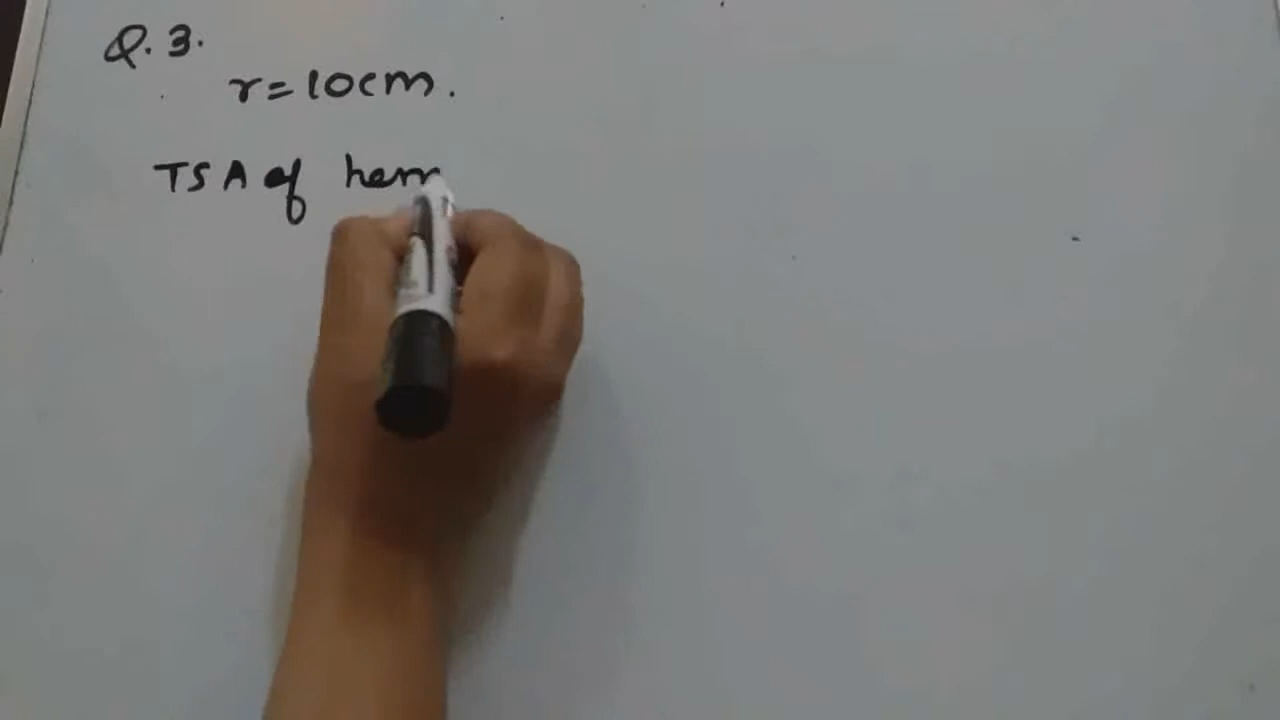 Q. 3.
r=10cm.
TSA of hem